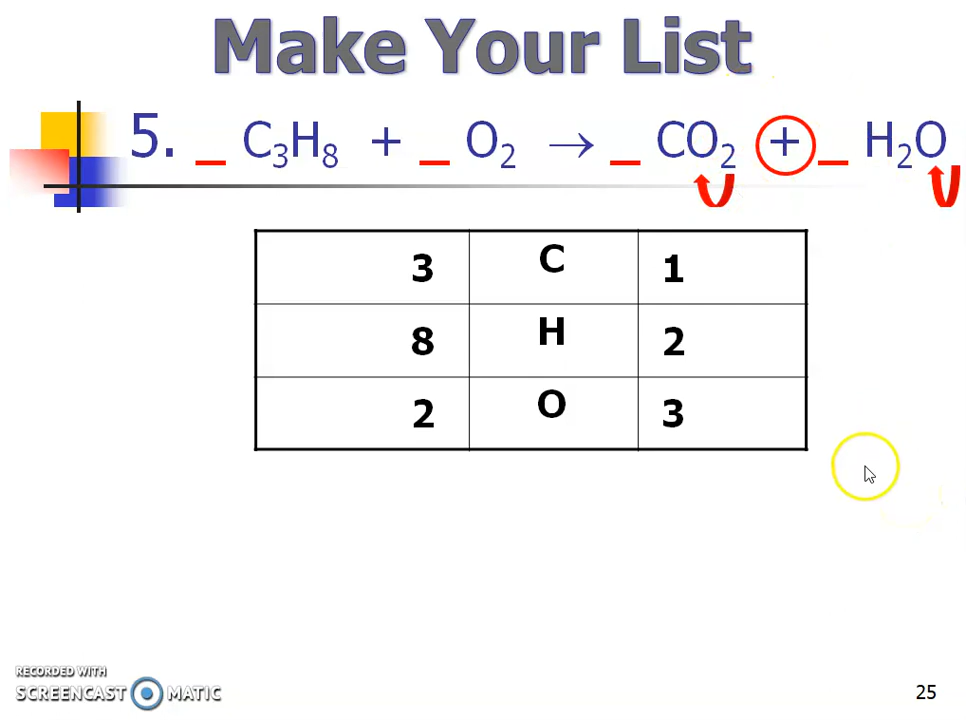 Make Your List
5. _ C₃H₈ + _ O₂ → _ CO₂ + _ H₂O
3 C 1
8 H 2
2 O 3
RECORDED WITH
SCREENCAST MATIC
25